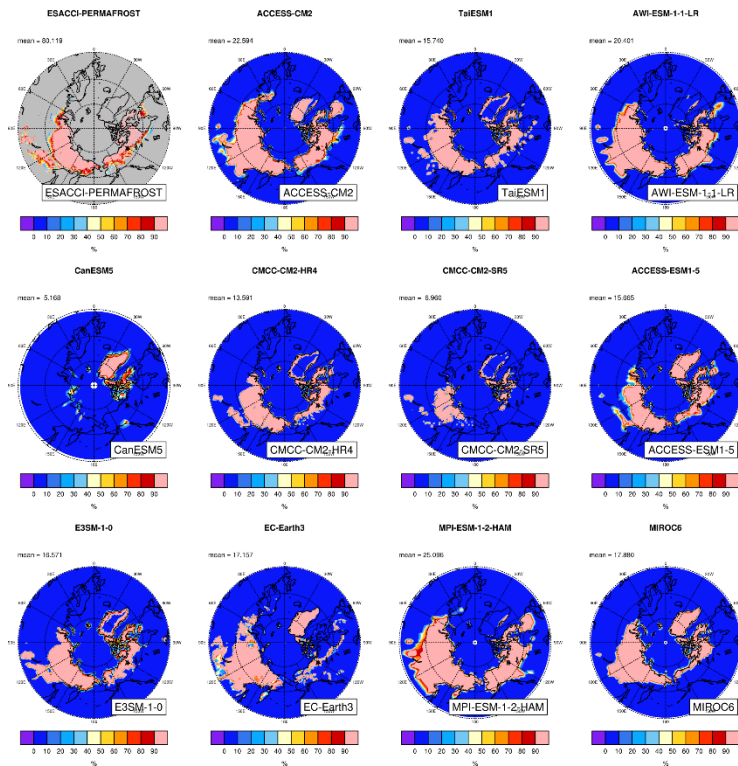 ESACCI-PERMAFROST ACCESS-CM2 TaiESM1 AWI-ESM-1-1-LR
mean = 80.119 mean = 22.594 mean = 15.740 mean = 20.401
ESACCI-PERMAFROST ACCESS-CM2 TaiESM1 AWI-ESM-1-1-LR
0 10 20 30 40 50 60 70 80 90 0 10 20 30 40 50 60 70 80 90 0 10 20 30 40 50 60 70 80 90 0 10 20 30 40 50 60 70 80 90
% % % %
CanESM5 CMCC-CM2-HR4 CMCC-CM2-SR5 ACCESS-ESM1-5
mean = 5.168 mean = 13.591 mean = mean = 15.665
CanESM5 CMCC-CM2-HR4 CMCC-CM2-SR5 ACCESS-ESM1-5
0 10 20 30 40 50 60 70 80 90 0 10 20 30 40 50 60 70 80 90 0 10 20 30 40 50 60 70 80 90 0 10 20 30 40 50 60 70 80 90
% % % %
E3SM-1-0 EC-Earth3 MPI-ESM-1-2-HAM MIROC6
mean = 16.571 mean = 17.157 mean = 25.096 mean = 17.880
E3SM-1-0 EC-Earth3 MPI-ESM-1-2-HAM MIROC6
0 10 20 30 40 50 60 70 80 90 0 10 20 30 40 50 60 70 80 90 0 10 20 30 40 50 60 70 80 90 0 10 20 30 40 50 60 70 80 90
% % % %